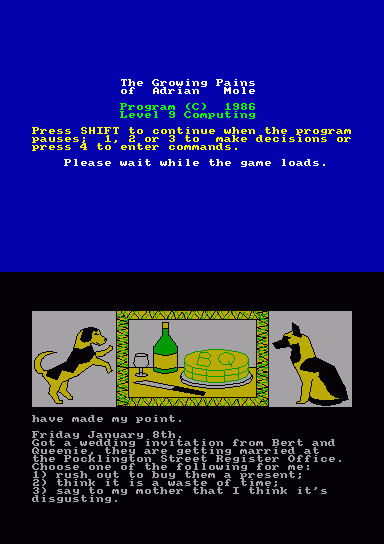 The Growing Pains
of Adrian Mole
Program (C) 1986
Level 9 Computing
Press SHIFT to continue when the program
pauses; 1, 2 or 3 to make decisions or
press 4 to enter commands.
Please wait while the game loads.
have made my point.
Friday January 8th.
Got a wedding invitation from Bert and
Queenie, they are getting married at
the Pocklington Street Register Office.
Choose one of the following for me:
1) rush out to buy them a present;
2) think it is a waste of time;
3) say to my mother that I think it's
disgusting.